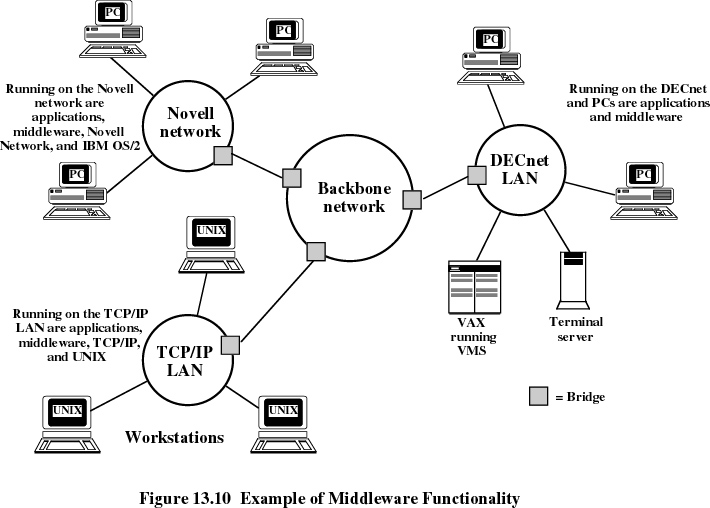 PC
PC
PC
Running on the Novell
network are
applications,
middleware, Novell
Network, and IBM OS/2
Novell
network
Running on the DECnet
and PCs are applications
and middleware
DECnet
LAN
PC
PC
Backbone
network
UNIX
Running on the TCP/IP
LAN are applications,
middleware, TCP/IP,
and UNIX
VAX
running
VMS
Terminal
server
TCP/IP
LAN
= Bridge
UNIX
UNIX
Workstations
Figure 13.10 Example of Middleware Functionality